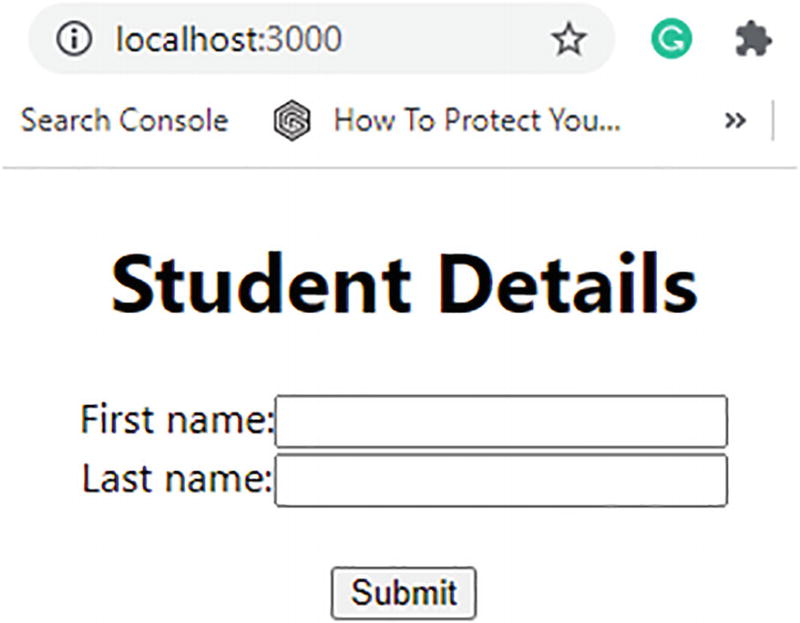 localhost:3000
Search Console How To Protect You...
Student Details
First name:
Last name:
Submit